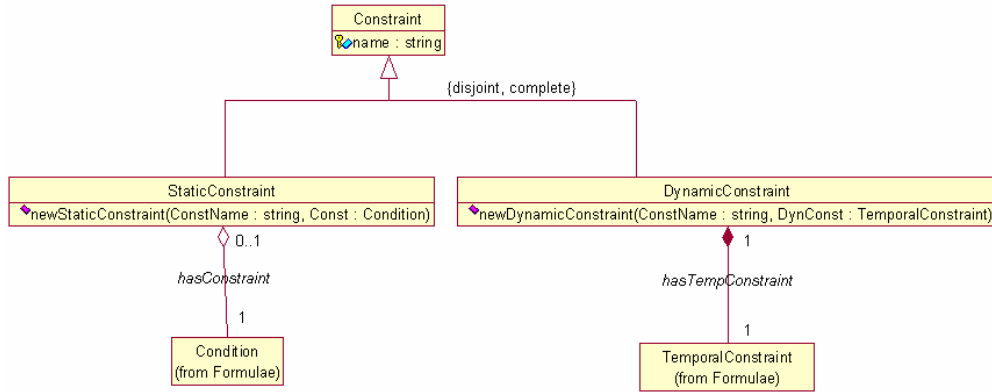 Constraint
name : string
{disjoint, complete}
StaticConstraint
newStaticConstraint(ConstName : string, Const : Condition)
DynamicConstraint
newDynamicConstraint(ConstName : string, DynConst : TemporalConstraint)
0..1
hasConstraint
1
1
hasTempConstraint
1
Condition
(from Formulae)
TemporalConstraint
(from Formulae)